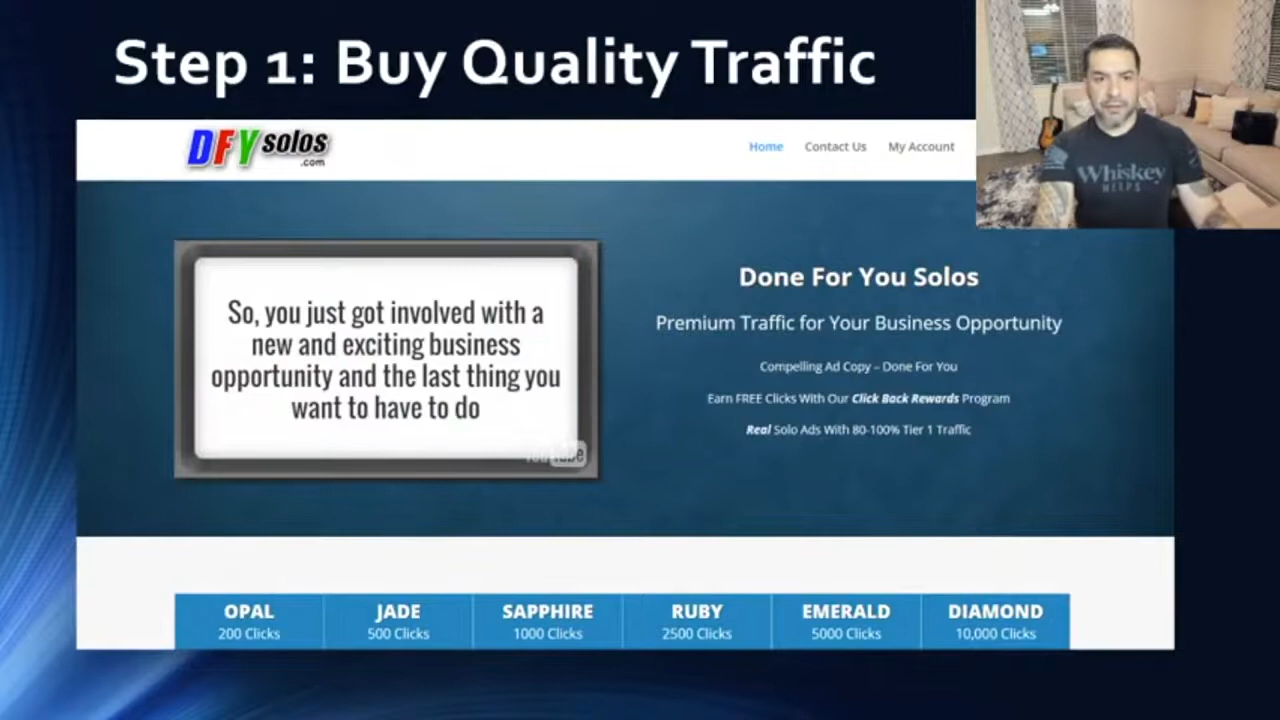 Step 1: Buy Quality Traffic
DFY solos
.com
Home Contact Us My Account
Whiskey
HELPS
So, you just got involved with a
new and exciting business
opportunity and the last thing you
want to have to do
YouTube
Done For You Solos
Premium Traffic for Your Business Opportunity
Compelling Ad Copy – Done For You
Earn FREE Clicks With Our Click Back Rewards Program
Real Solo Ads With 80-100% Tier 1 Traffic
OPAL JADE SAPPHIRE RUBY EMERALD DIAMOND
200 Clicks 500 Clicks 1000 Clicks 2500 Clicks 5000 Clicks 10,000 Clicks